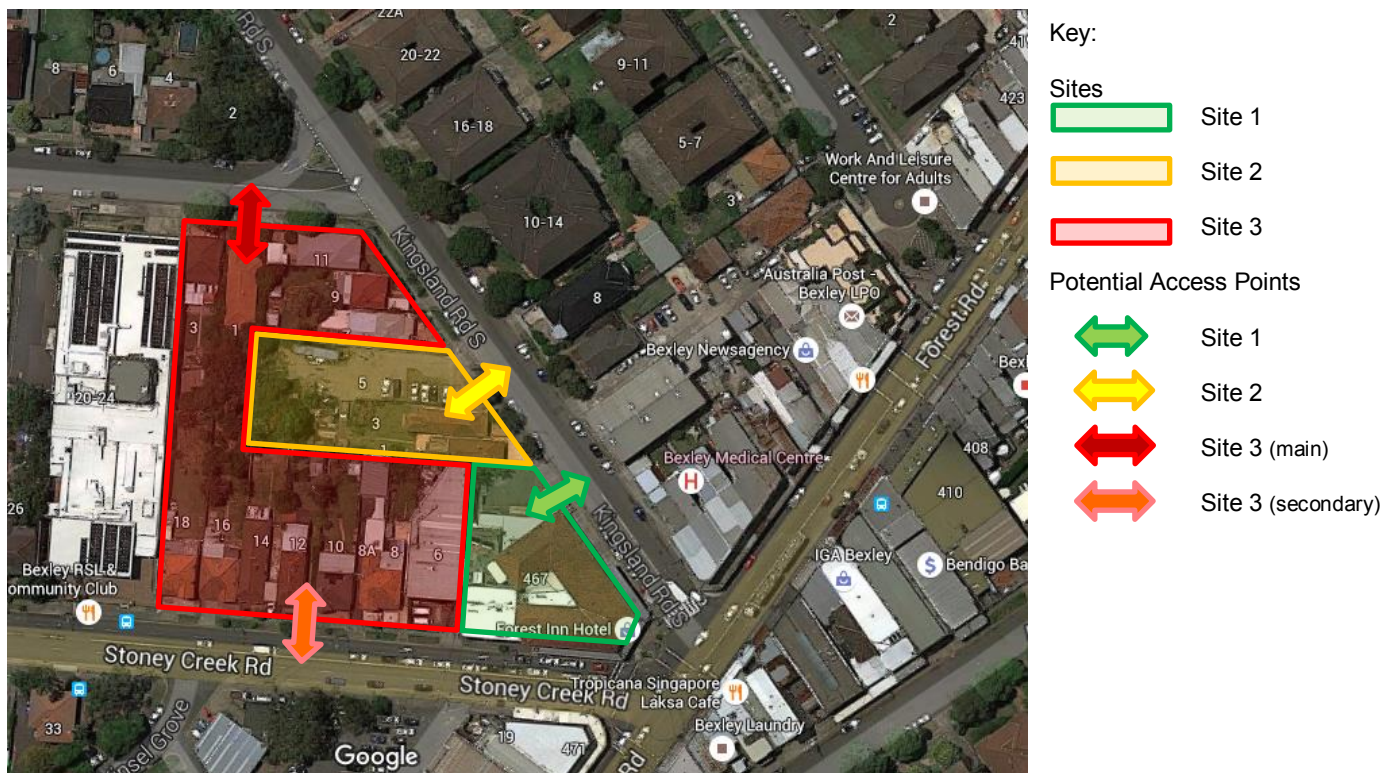 22A
Rd S
20-22
9-11
2
419
8
6
4
2
423
16-18
5-7
Work And Leisure
Centre for Adults
10-14
3
Kingsland Rd S
11
9
8
Australia Post -
Bexley LPO
Forest Rd
3
1
Bexley Newsagency
5
20-24
3
1
408
Bexley Medical Centre
410
26
18
16
14
12
10
8A
8
6
Kingsland Rd S
IGA Bexley
Bendigo Ba
Bexley RSL &
ommunity Club
467
Forest Inn Hotel
Stoney Creek Rd
Stoney Creek Rd
Tropicana Singapore
Laksa Cafe
33
Bexley Laundry
19
471
insel Grove
Google
Rd
Key:
Sites
Site 1
Site 2
Site 3
Potential Access Points
Site 1
Site 2
Site 3 (main)
Site 3 (secondary)